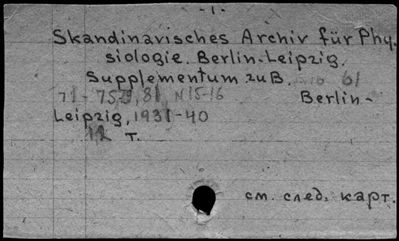 - 1 -
Skandinavisches Archiv für Phy-
siologie. Berlin-Leipzig.
Supplementum zu B. 61
71-75, 81, N 15-16 Berlin-
Leipzig, 1931-40
12 т.
см. след. карт.